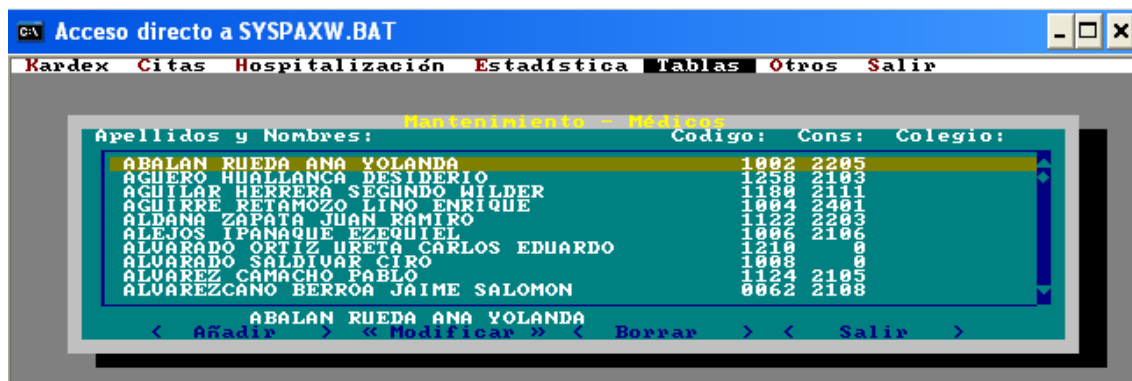 Acceso directo a SYSPAXW.BAT
Kardex Citas Hospitalización Estadística Tablas Otros Salir
Mantenimiento - Médicos
Apellidos y Nombres: Codigo: Cons: Colegio:
ABALAN RUEDA ANA YOLANDA 1002 2205
AGUERO HUALLANCA DESIDERIO 1258 2103
AGUILAR HERRERA SEGUNDO WILDER 1180 2111
AGUIRRE RETAMOZO LINO ENRIQUE 1004 2401
ALDANA ZAPATA JUAN RAMIRO 1122 2203
ALEJOS IPANAQUE EZEQUIEL 1006 2106
ALVARADO ORTIZ URETA CARLOS EDUARDO 1210 0
ALVARADO SALDIVAR CIRO 1008 0
ALVAREZ CAMACHO PABLO 1124 2105
ALVAREZCANO BERROA JAIME SALOMON 0062 2108
ABALAN RUEDA ANA YOLANDA
< Añadir > « Modificar » < Borrar > < Salir >